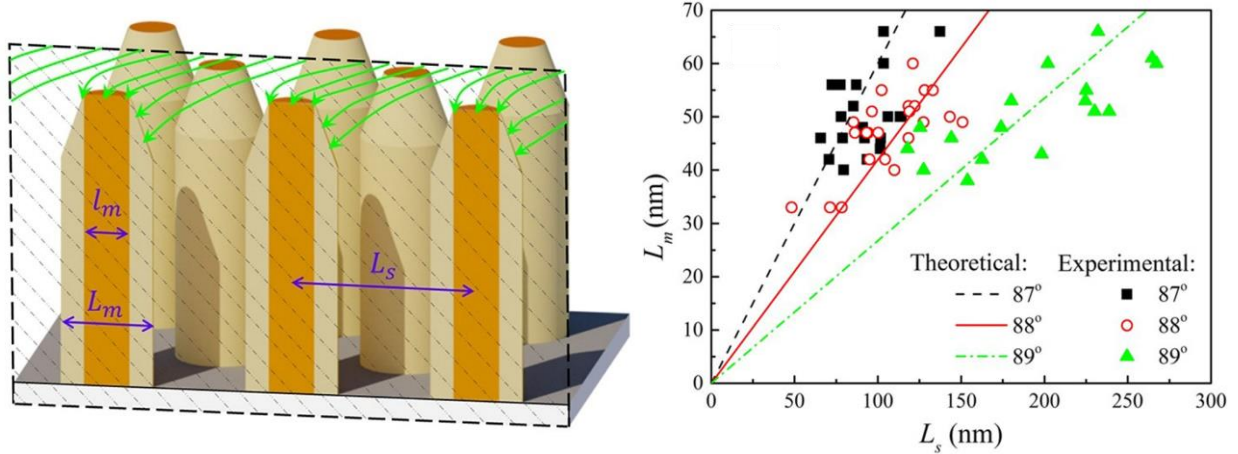 l_m
L_s
L_m
70
60
50
40
30
20
10
0
L_m (nm)
Theoretical: Experimental:
87° 87°
88° 88°
89° 89°
0 50 100 150 200 250 300
L_s (nm)